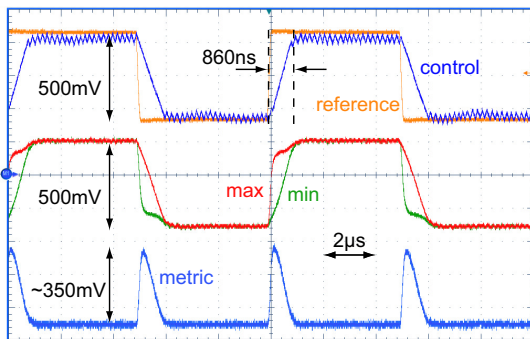 860ns
500mV
control
reference
500mV
max
min
2µs
metric
~350mV